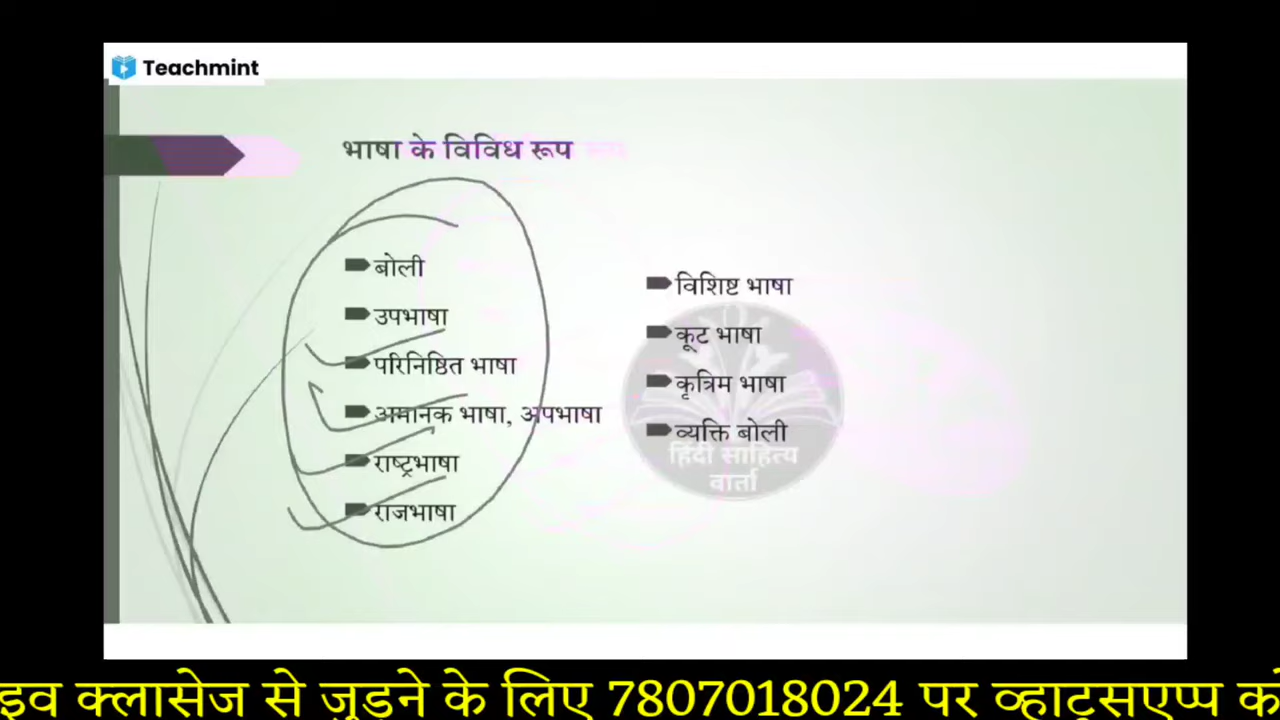 Teachmint
भाषा के विविध रूप
बोली
उपभाषा
परिनिष्ठित भाषा
अमानक भाषा, अपभाषा
राष्ट्रभाषा
राजभाषा
विशिष्ट भाषा
कूट भाषा
कृत्रिम भाषा
व्यक्ति बोली
हिंदी साहित्य
वार्ता
इव क्लासेज से जुड़ने के लिए 7807018024 पर व्हाट्सएप्प को